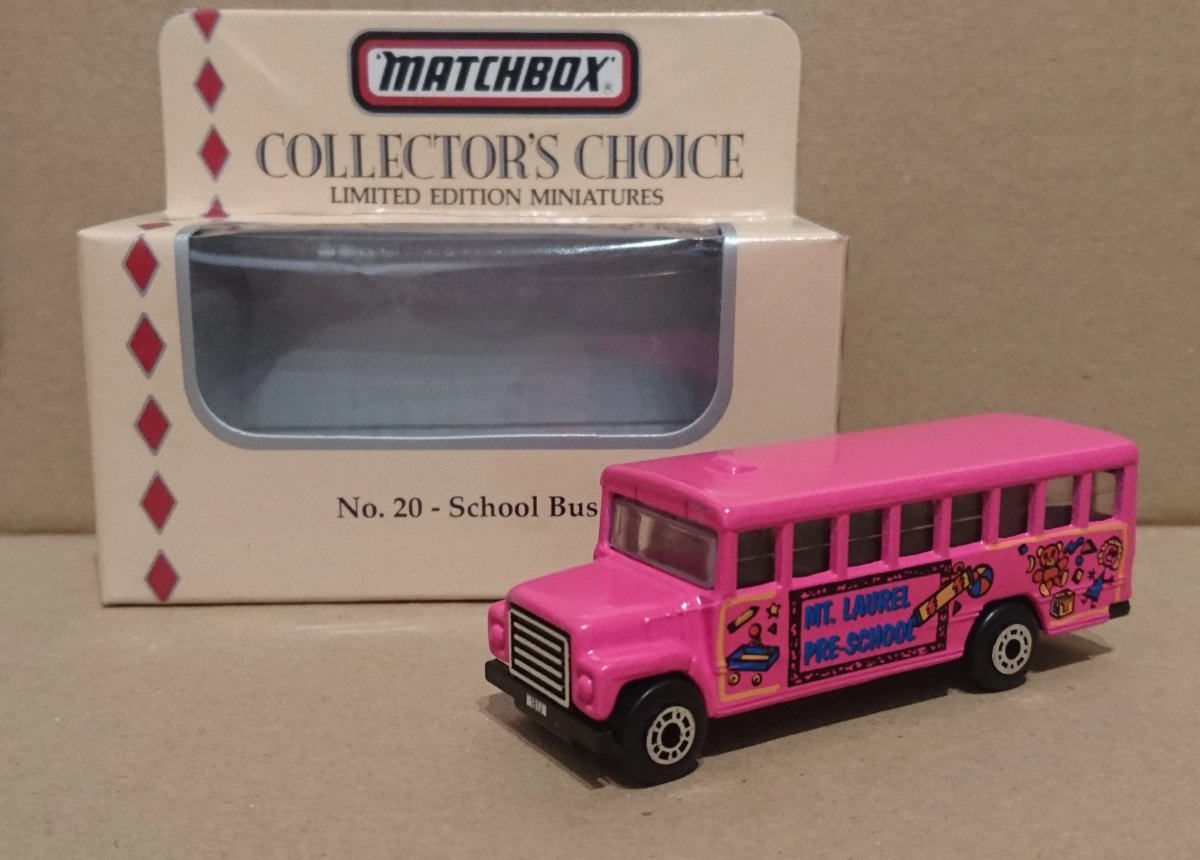 "MATCHBOX"®
COLLECTOR'S CHOICE
LIMITED EDITION MINIATURES
No. 20 - School Bus
MT. LAUREL
PRE-SCHOOL